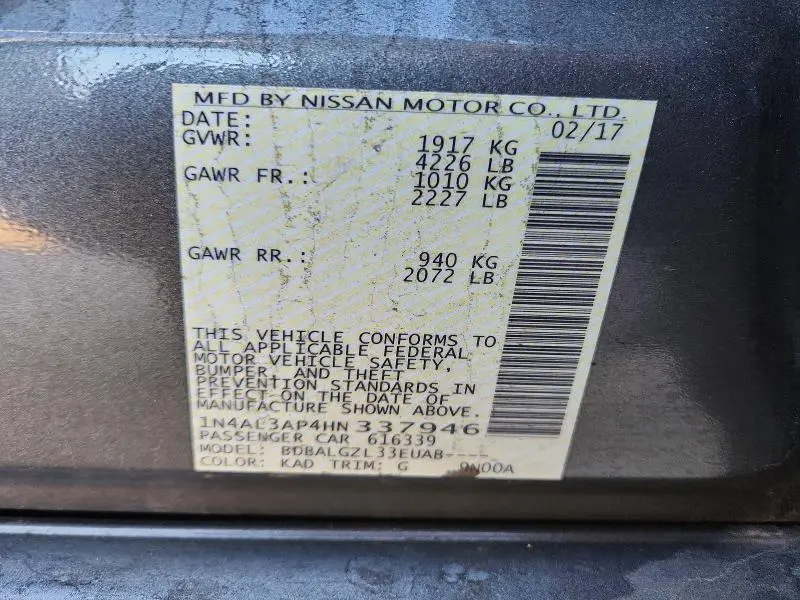 MFD BY NISSAN MOTOR CO., LTD.
DATE: 02/17
GVWR: 1917 KG
4226 LB
GAWR FR.: 1010 KG
2227 LB
GAWR RR.: 940 KG
2072 LB
THIS VEHICLE CONFORMS TO
ALL APPLICABLE FEDERAL
MOTOR VEHICLE SAFETY,
BUMPER, AND THEFT
PREVENTION STANDARDS IN
EFFECT ON THE DATE OF
MANUFACTURE SHOWN ABOVE.
1N4AL3AP4HN 337946
PASSENGER CAR 616339
MODEL: BDBALGZL33EUAB----
COLOR: KAD TRIM: G 9N00A